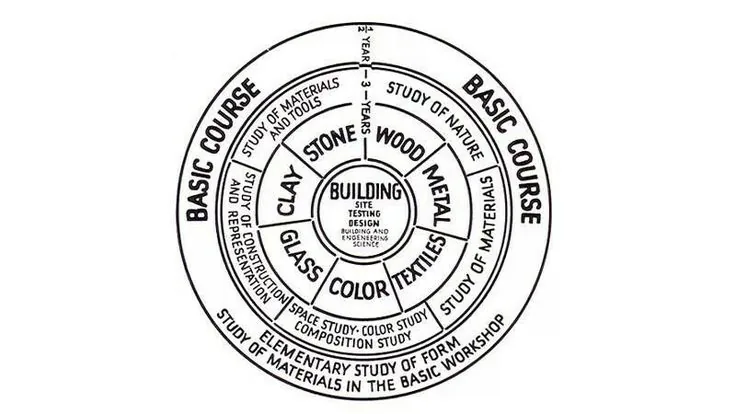 ½ YEAR
3 — YEARS
BASIC COURSE
BASIC COURSE
ELEMENTARY STUDY OF FORM
STUDY OF MATERIALS IN THE BASIC WORKSHOP
STUDY OF MATERIALS
AND TOOLS
STUDY OF NATURE
STUDY OF MATERIALS
SPACE STUDY· COLOR STUDY
COMPOSITION STUDY
STUDY OF CONSTRUCTION
AND REPRESENTATION
STONE
WOOD
METAL
TEXTILES
COLOR
GLASS
CLAY
BUILDING
SITE
TESTING
DESIGN
BUILDING AND
ENGENEERING
SCIENCE